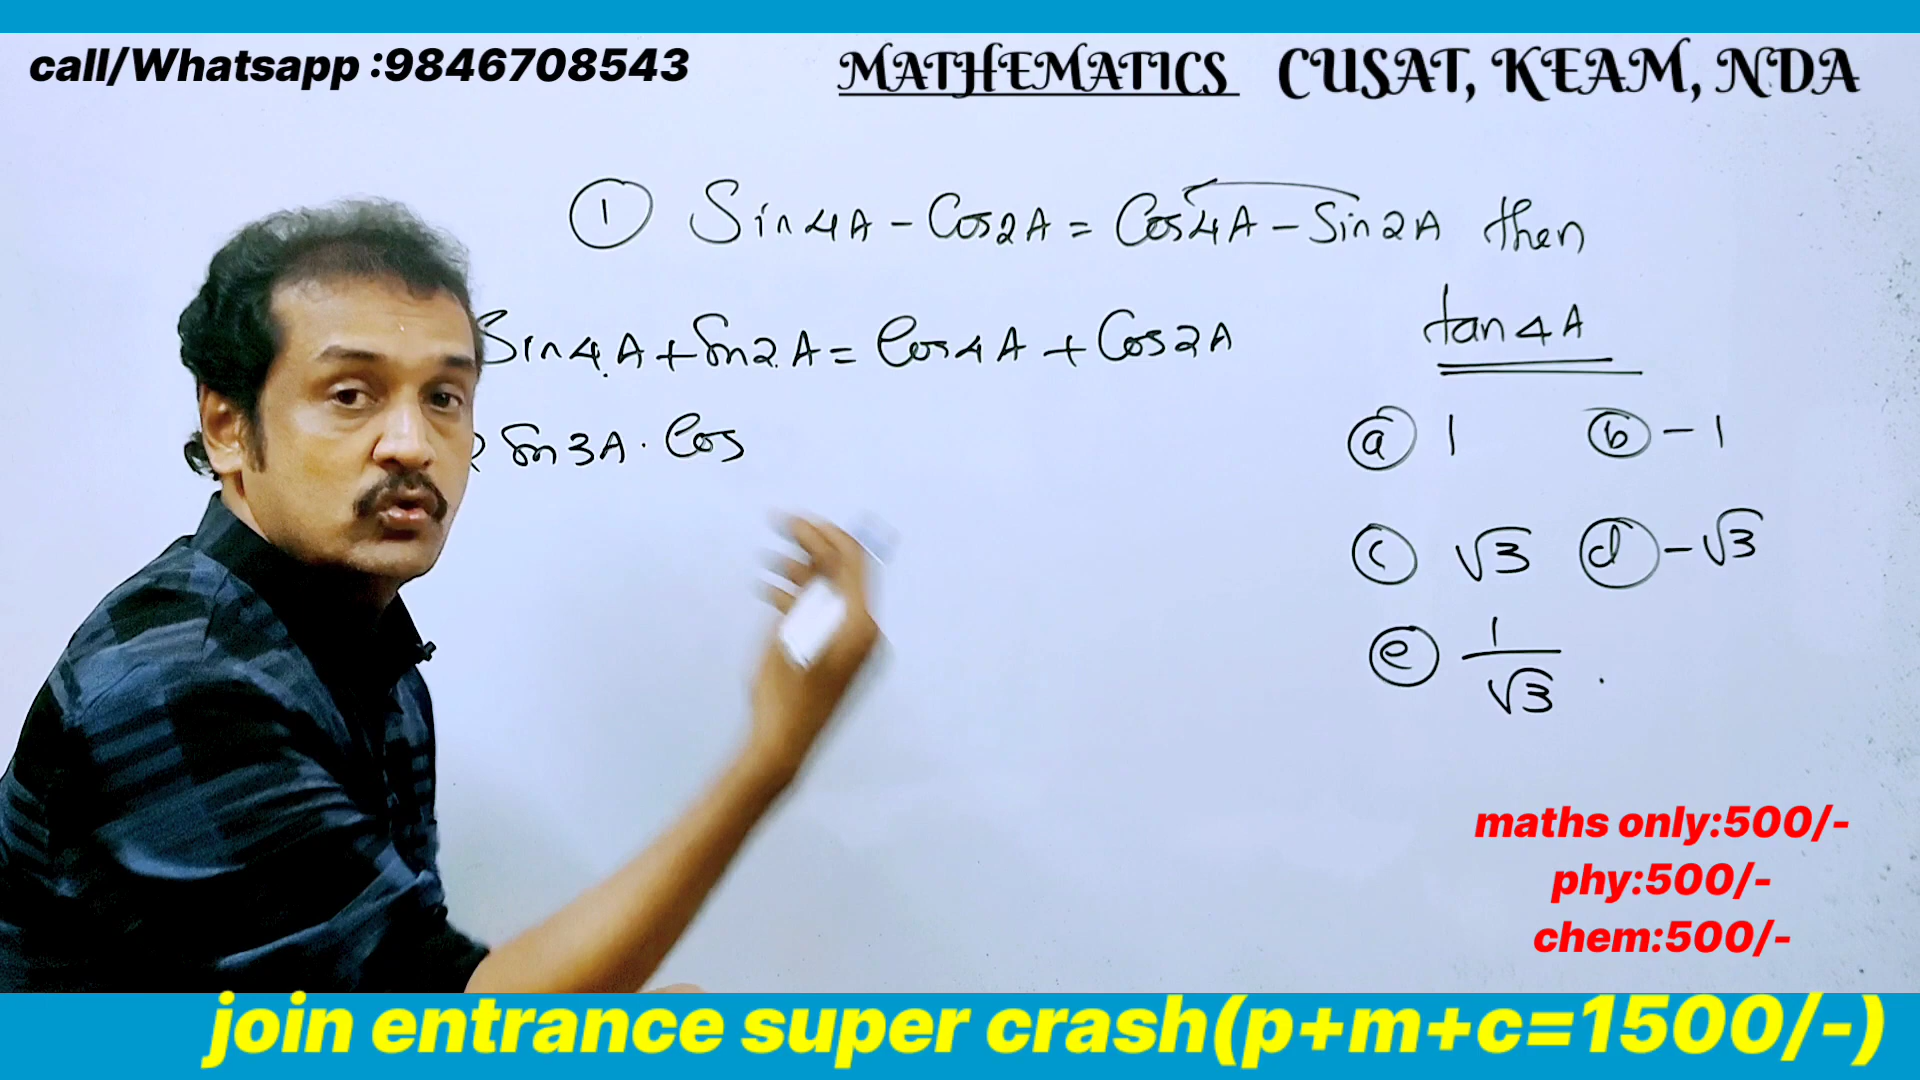 call/Whatsapp :9846708543
MATHEMATICS CUSAT, KEAM, NDA
① Sin4A - Cos2A = Cos4A - Sin2A then
tan4A
Sin4A + Sin2A = Cos4A + Cos2A
2 Sin3A . Cos
ⓐ 1 ⓑ -1
ⓒ √3 ⓓ -√3
ⓔ 1/√3 .
maths only:500/-
phy:500/-
chem:500/-
join entrance super crash(p+m+c=1500/-)